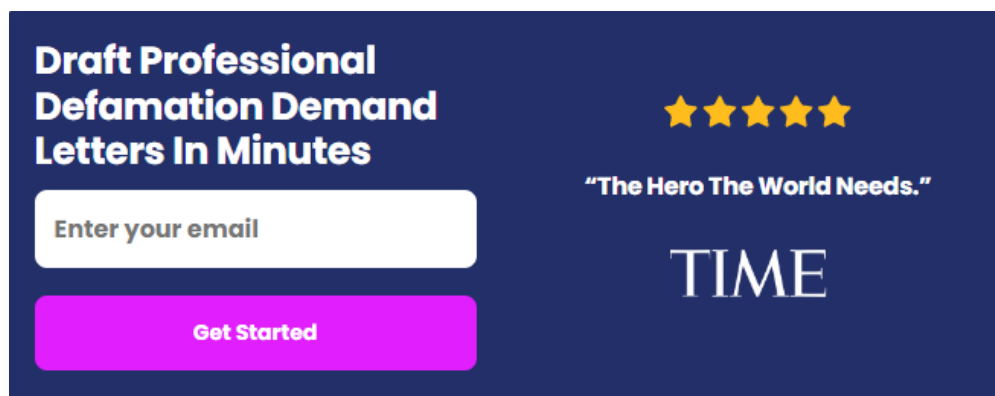 Draft Professional
Defamation Demand
Letters In Minutes
Enter your email
Get Started
“The Hero The World Needs.”
TIME